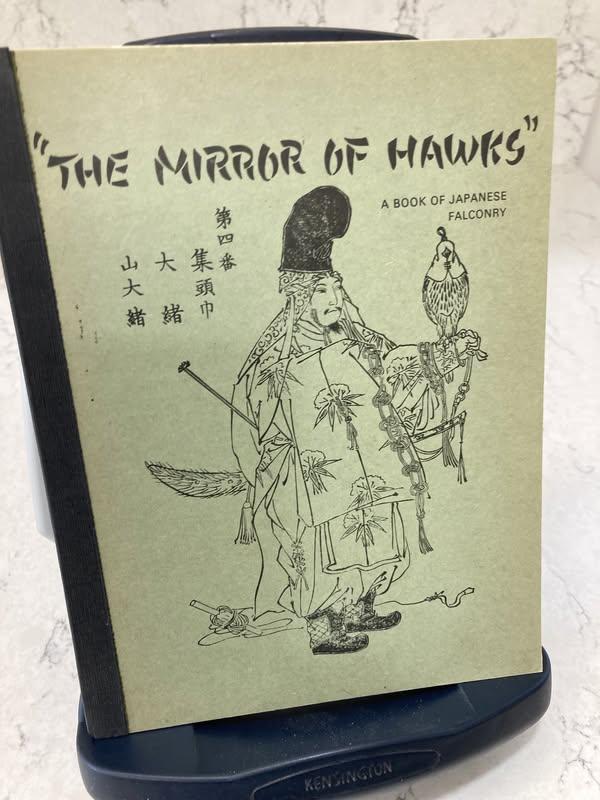 "THE MIRROR OF HAWKS"
A BOOK OF JAPANESE
FALCONRY
第四番
集頭巾
大緒
山大緒
KENSINGTON